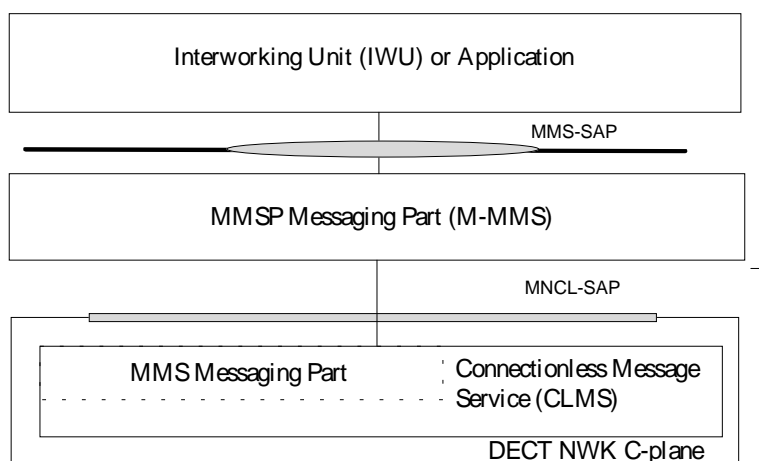 Interworking Unit (IWU) or Application
MMS-SAP
MMSP Messaging Part (M-MMS)
MNCL-SAP
MMS Messaging Part
Connectionless Message
Service (CLMS)
DECT NWK C-plane